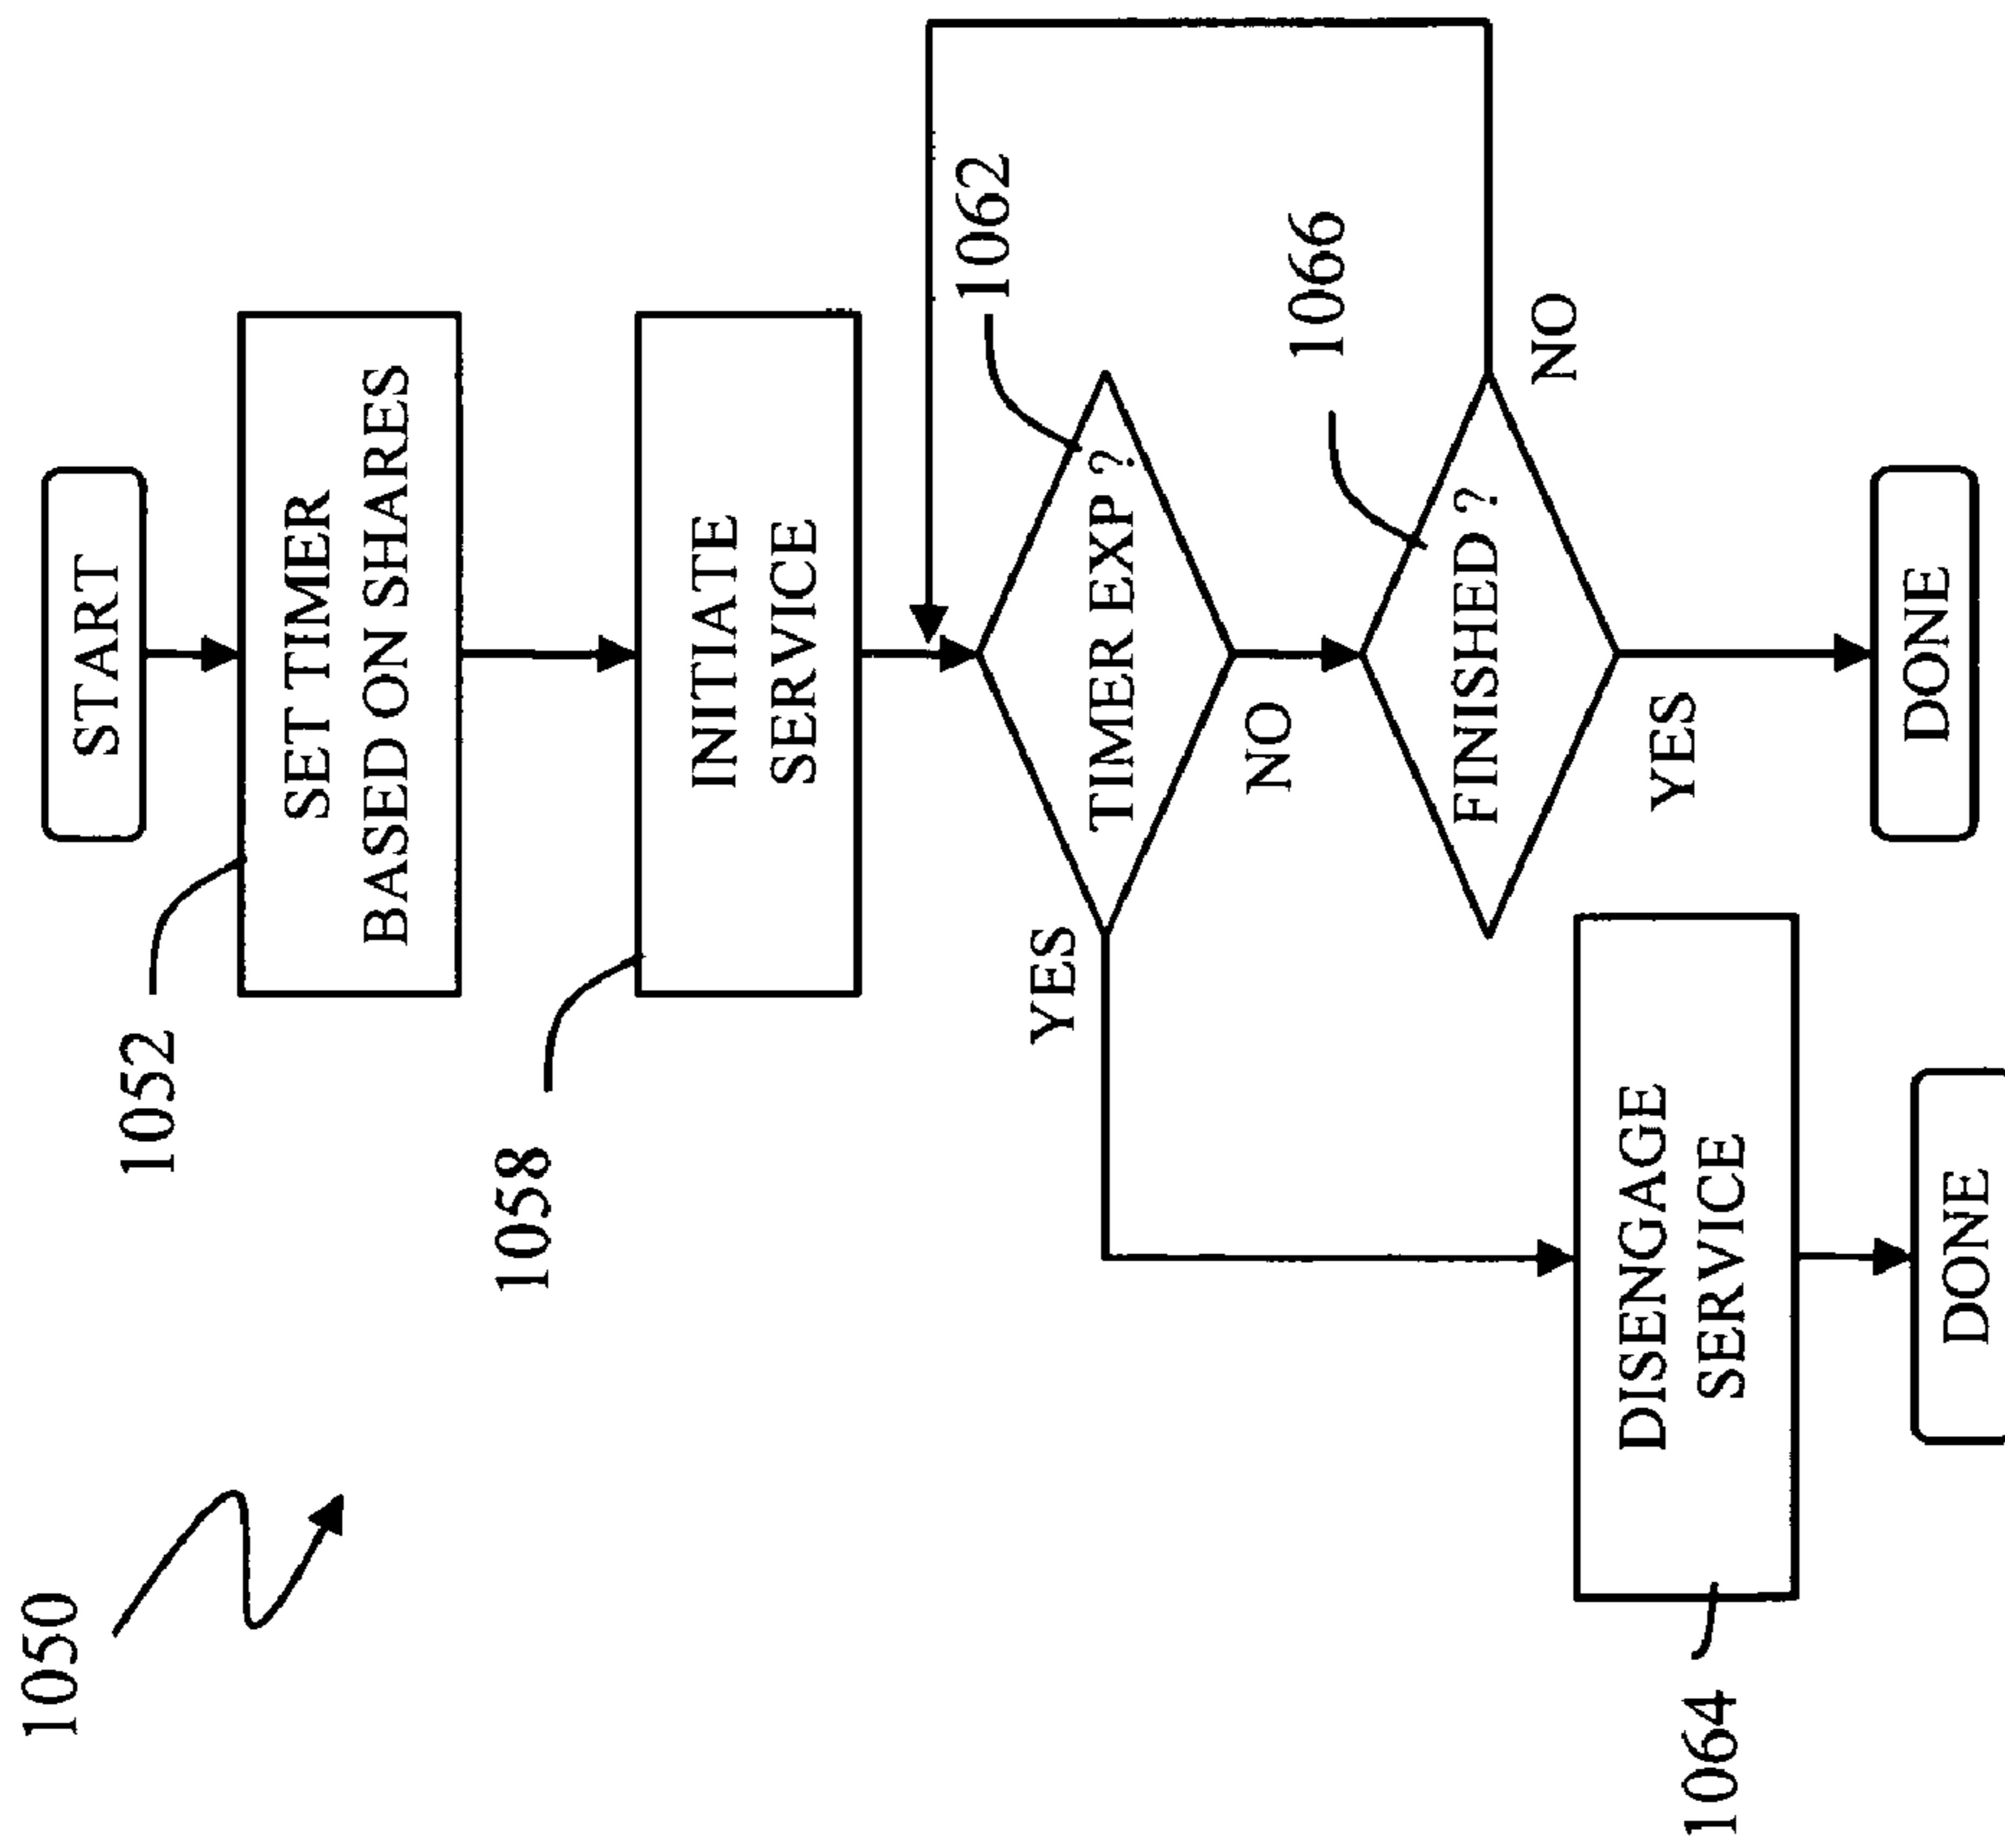 1050
START
1052
SET TIMER
BASED ON SHARES
1058
INITIATE
SERVICE
1062
TIMER EXP ?
YES
NO
1066
FINISHED ?
NO
YES
1064
DISENGAGE
SERVICE
DONE
DONE